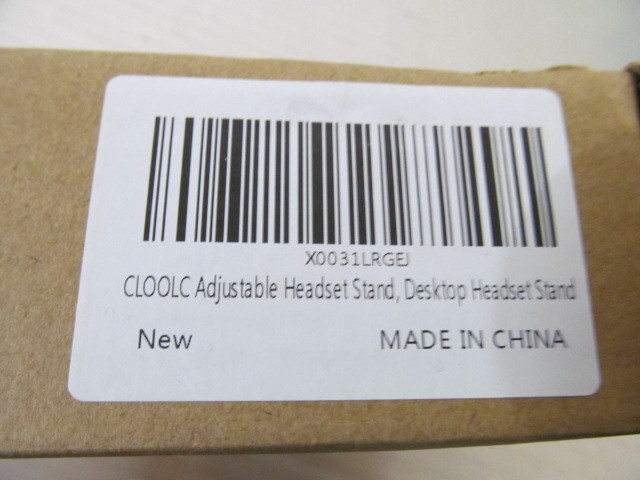 X0031LRGEJ
CLOOLC Adjustable Headset Stand, Desktop Headset Stand
New MADE IN CHINA